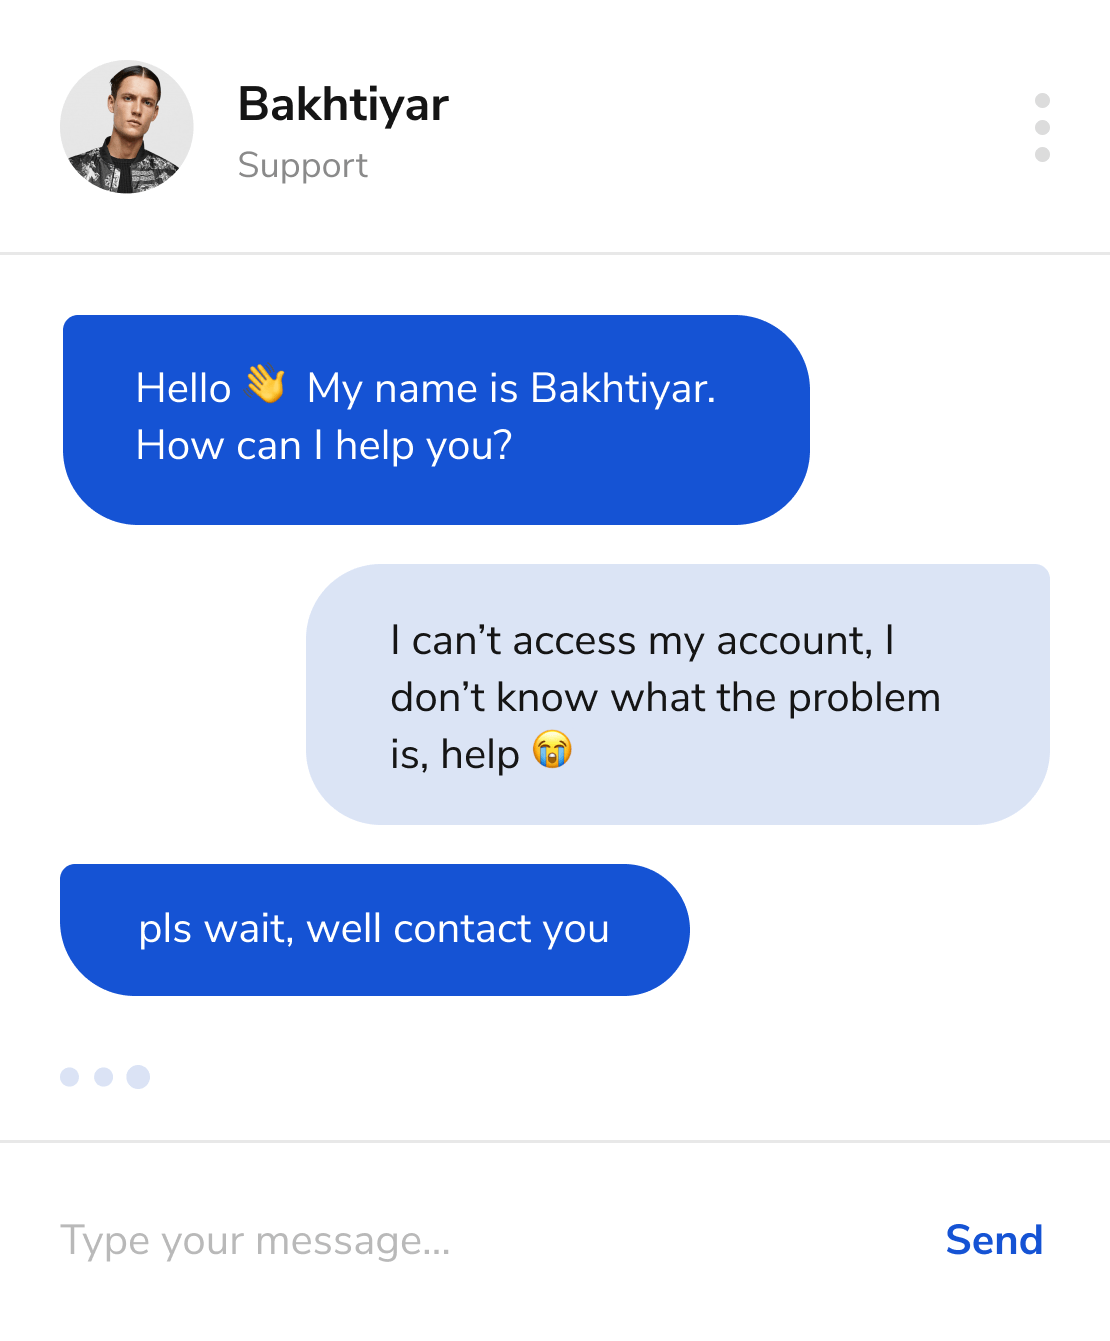 Bakhtiyar
Support
Hello 👋 My name is Bakhtiyar.
How can I help you?
I can’t access my account, I
don’t know what the problem
is, help 😭
pls wait, well contact you
Type your message...
Send